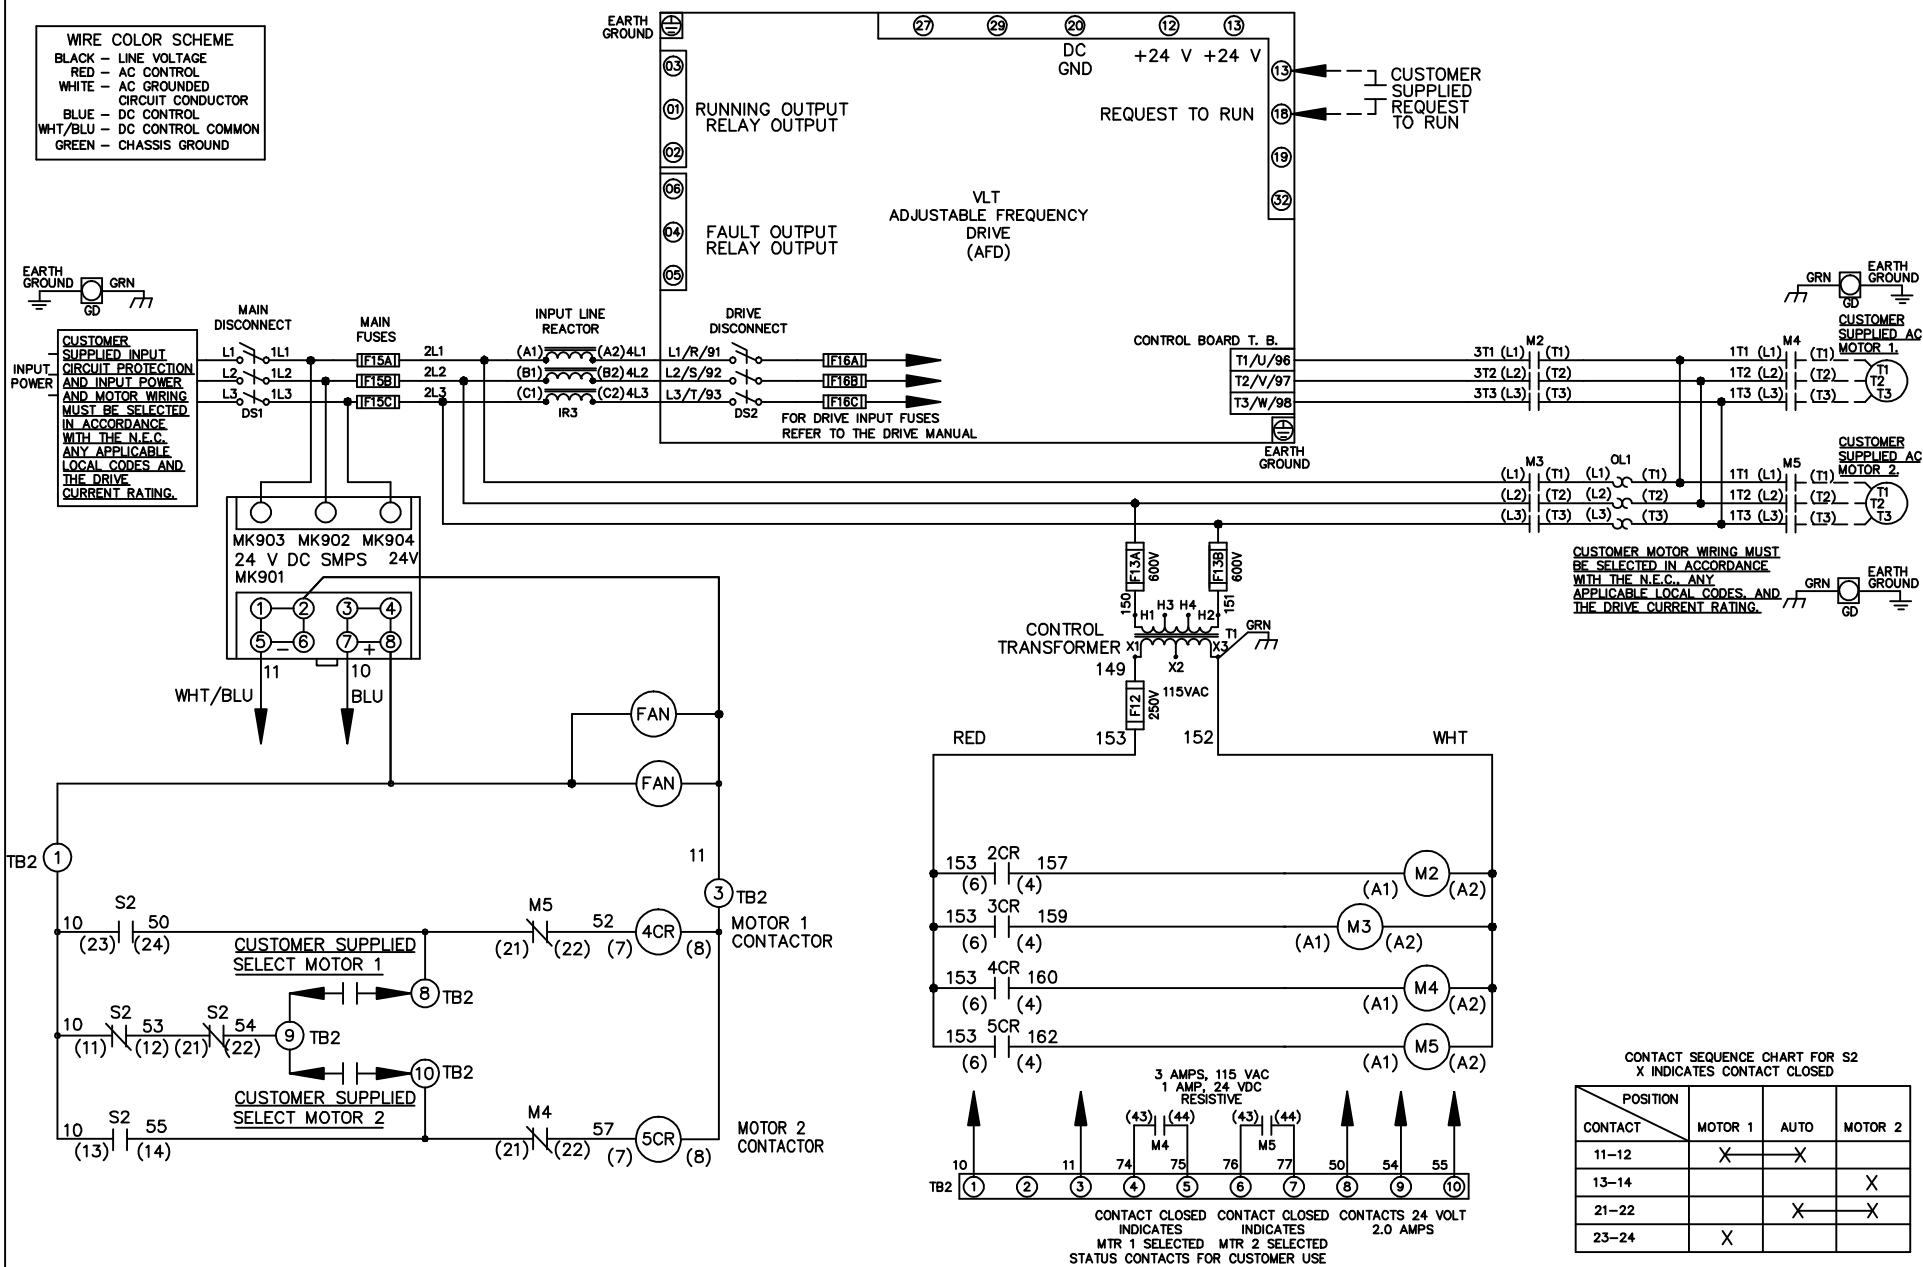 WIRE COLOR SCHEME
BLACK – LINE VOLTAGE
RED – AC CONTROL
WHITE – AC GROUNDED
CIRCUIT CONDUCTOR
BLUE – DC CONTROL
WHT/BLU – DC CONTROL COMMON
GREEN – CHASSIS GROUND
EARTH
GROUND
27 29 20 12 13
DC
GND
+24 V +24 V
03
01
02
RUNNING OUTPUT
RELAY OUTPUT
06
04
05
FAULT OUTPUT
RELAY OUTPUT
VLT
ADJUSTABLE FREQUENCY
DRIVE
(AFD)
REQUEST TO RUN
13
18
19
32
CUSTOMER
SUPPLIED
REQUEST
TO RUN
EARTH
GROUND
GRN
GD
INPUT
POWER
CUSTOMER
SUPPLIED INPUT
CIRCUIT PROTECTION
AND INPUT POWER
AND MOTOR WIRING
MUST BE SELECTED
IN ACCORDANCE
WITH THE N.E.C.
ANY APPLICABLE
LOCAL CODES AND
THE DRIVE
CURRENT RATING.
MAIN
DISCONNECT
L1 1L1
L2 1L2
L3 1L3
DS1
MAIN
FUSES
F15A
F15B
F15C
2L1
2L2
2L3
INPUT LINE
REACTOR
(A1) (A2) 4L1
(B1) (B2) 4L2
(C1) (C2) 4L3
IR3
L1/R/91
L2/S/92
L3/T/93
DRIVE
DISCONNECT
DS2
F16A
F16B
F16C
FOR DRIVE INPUT FUSES
REFER TO THE DRIVE MANUAL
CONTROL BOARD T. B.
T1/U/96
T2/V/97
T3/W/98
EARTH
GROUND
M2
3T1 (L1) (T1)
3T2 (L2) (T2)
3T3 (L3) (T3)
M4
1T1 (L1) (T1)
1T2 (L2) (T2)
1T3 (L3) (T3)
T1
T2
T3
GRN
GD
EARTH
GROUND
CUSTOMER
SUPPLIED AC
MOTOR 1.
M3
(L1) (T1)
(L2) (T2)
(L3) (T3)
OL1
(L1) (T1)
(L2) (T2)
(L3) (T3)
M5
1T1 (L1) (T1)
1T2 (L2) (T2)
1T3 (L3) (T3)
T1
T2
T3
CUSTOMER
SUPPLIED AC
MOTOR 2.
CUSTOMER MOTOR WIRING MUST
BE SELECTED IN ACCORDANCE
WITH THE N.E.C., ANY
APPLICABLE LOCAL CODES, AND
THE DRIVE CURRENT RATING.
GRN
GD
EARTH
GROUND
MK903 MK902 MK904
24 V DC SMPS 24V
MK901
1 2 3 4
5 – 6 7 + 8
11
WHT/BLU
10
BLU
FAN
FAN
TB2 1
11
3 TB2
F13A
600V
F13B
600V
150
151
H1 H3 H4 H2
CONTROL
TRANSFORMER
X1 X2 X3
T1
GRN
149
F12
250V
115VAC
153
152
RED
WHT
10 S2 50
(23) (24)
M5
(21) (22)
52
(7) 4CR (8)
MOTOR 1
CONTACTOR
CUSTOMER SUPPLIED
SELECT MOTOR 1
8 TB2
10 S2 53
(11) (12)
S2 54
(21) (22)
9 TB2
10 TB2
CUSTOMER SUPPLIED
SELECT MOTOR 2
10 S2 55
(13) (14)
M4
(21) (22)
57
(7) 5CR (8)
MOTOR 2
CONTACTOR
153 2CR 157
(6) (4)
(A1) M2 (A2)
153 3CR 159
(6) (4)
(A1) M3 (A2)
153 4CR 160
(6) (4)
(A1) M4 (A2)
153 5CR 162
(6) (4)
(A1) M5 (A2)
3 AMPS, 115 VAC
1 AMP, 24 VDC
RESISTIVE
(43) (44)
M4
(43) (44)
M5
10 11 74 75 76 77 50 54 55
TB2 1 2 3 4 5 6 7 8 9 10
CONTACT CLOSED
INDICATES
MTR 1 SELECTED
CONTACT CLOSED
INDICATES
MTR 2 SELECTED
STATUS CONTACTS FOR CUSTOMER USE
CONTACTS 24 VOLT
2.0 AMPS
CONTACT SEQUENCE CHART FOR S2
X INDICATES CONTACT CLOSED
POSITION
CONTACT MOTOR 1 AUTO MOTOR 2
11–12 X X
13–14 X
21–22 X X
23–24 X